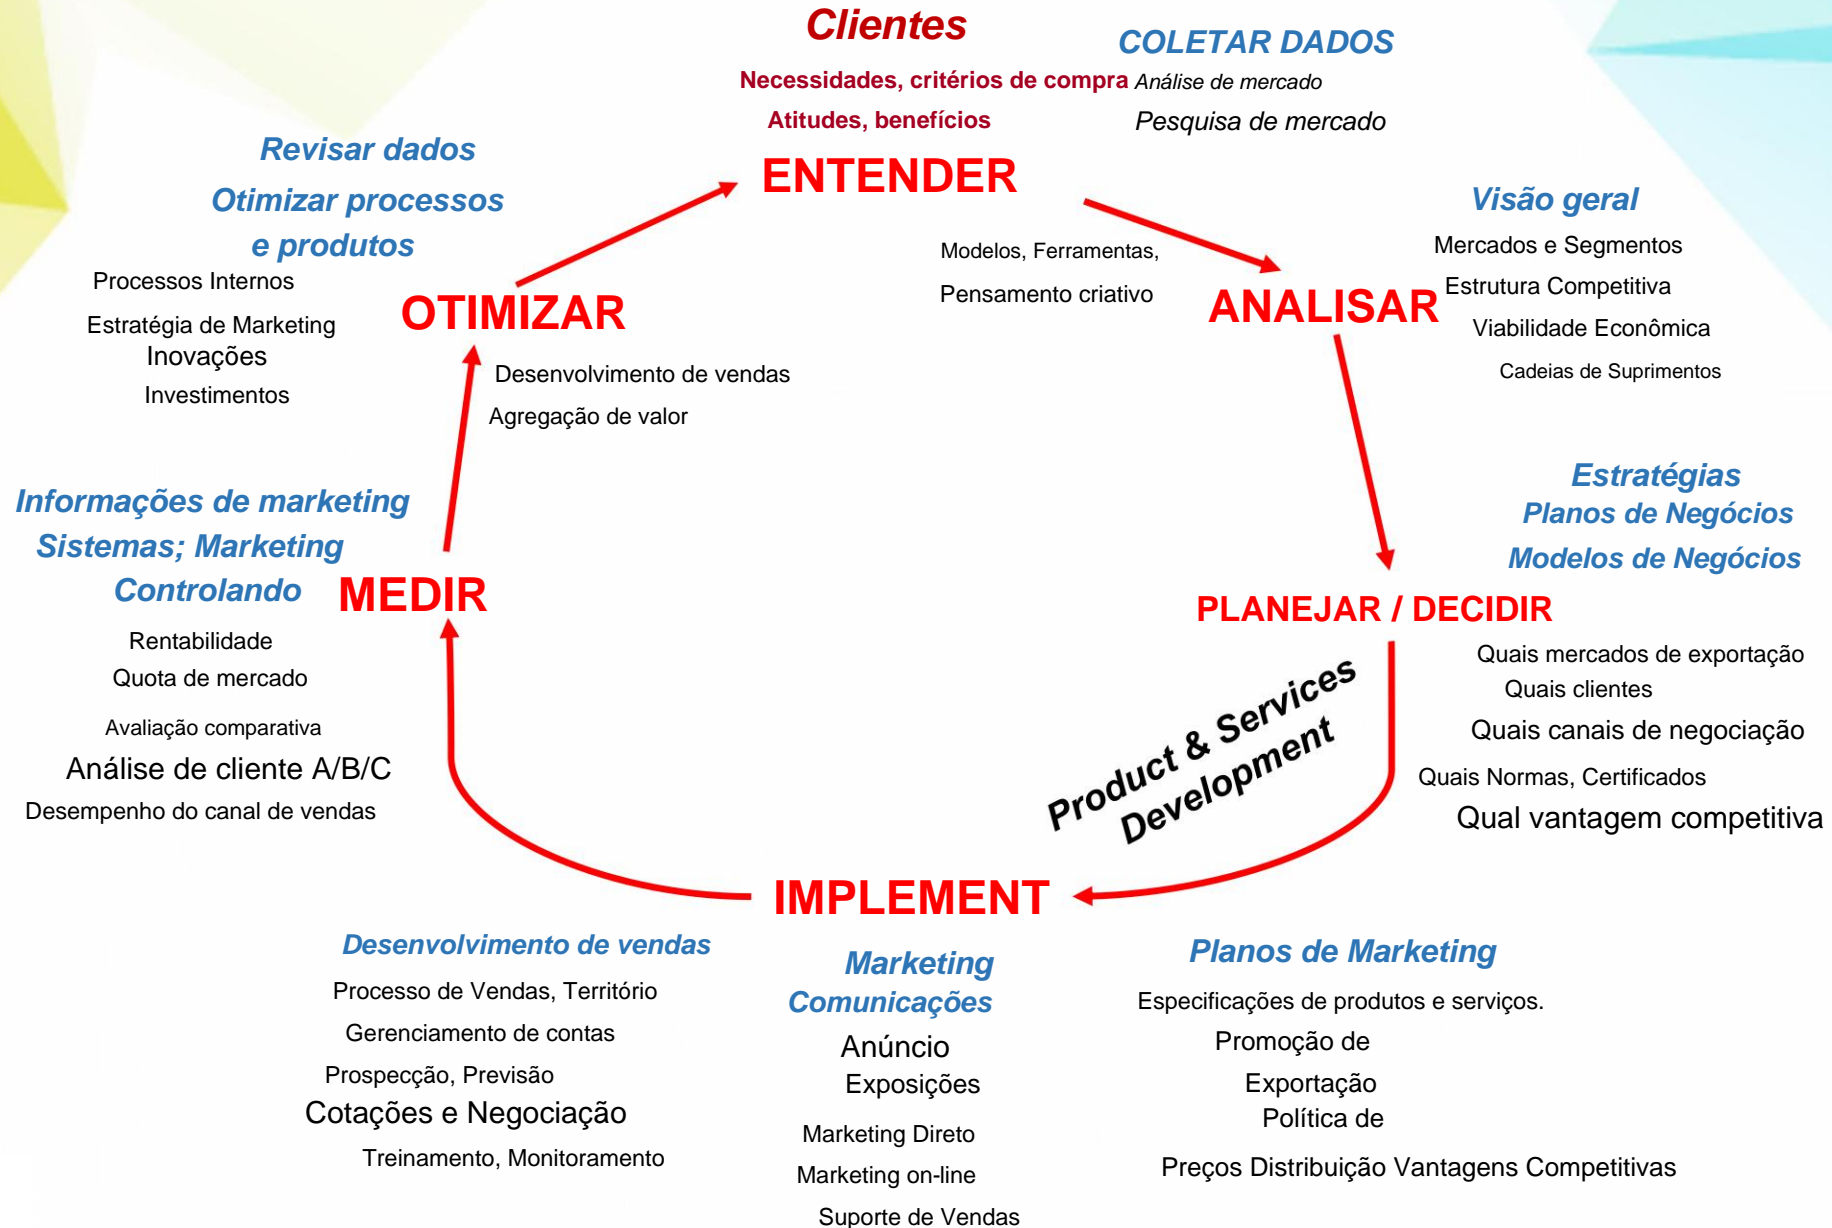 Clientes
Necessidades, critérios de compra
Atitudes, benefícios
ENTENDER
COLETAR DADOS
Análise de mercado
Pesquisa de mercado
Modelos, Ferramentas,
Pensamento criativo
ANALISAR
Visão geral
Mercados e Segmentos
Estrutura Competitiva
Viabilidade Econômica
Cadeias de Suprimentos
Estratégias
Planos de Negócios
Modelos de Negócios
PLANEJAR / DECIDIR
Quais mercados de exportação
Quais clientes
Quais canais de negociação
Quais Normas, Certificados
Qual vantagem competitiva
Product & Services
Development
IMPLEMENT
Planos de Marketing
Especificações de produtos e serviços.
Promoção de
Exportação
Política de
Preços Distribuição Vantagens Competitivas
Marketing
Comunicações
Anúncio
Exposições
Marketing Direto
Marketing on-line
Suporte de Vendas
Desenvolvimento de vendas
Processo de Vendas, Território
Gerenciamento de contas
Prospecção, Previsão
Cotações e Negociação
Treinamento, Monitoramento
Informações de marketing
Sistemas; Marketing
Controlando
MEDIR
Rentabilidade
Quota de mercado
Avaliação comparativa
Análise de cliente A/B/C
Desempenho do canal de vendas
Revisar dados
Otimizar processos
e produtos
Processos Internos
Estratégia de Marketing
Inovações
Investimentos
OTIMIZAR
Desenvolvimento de vendas
Agregação de valor